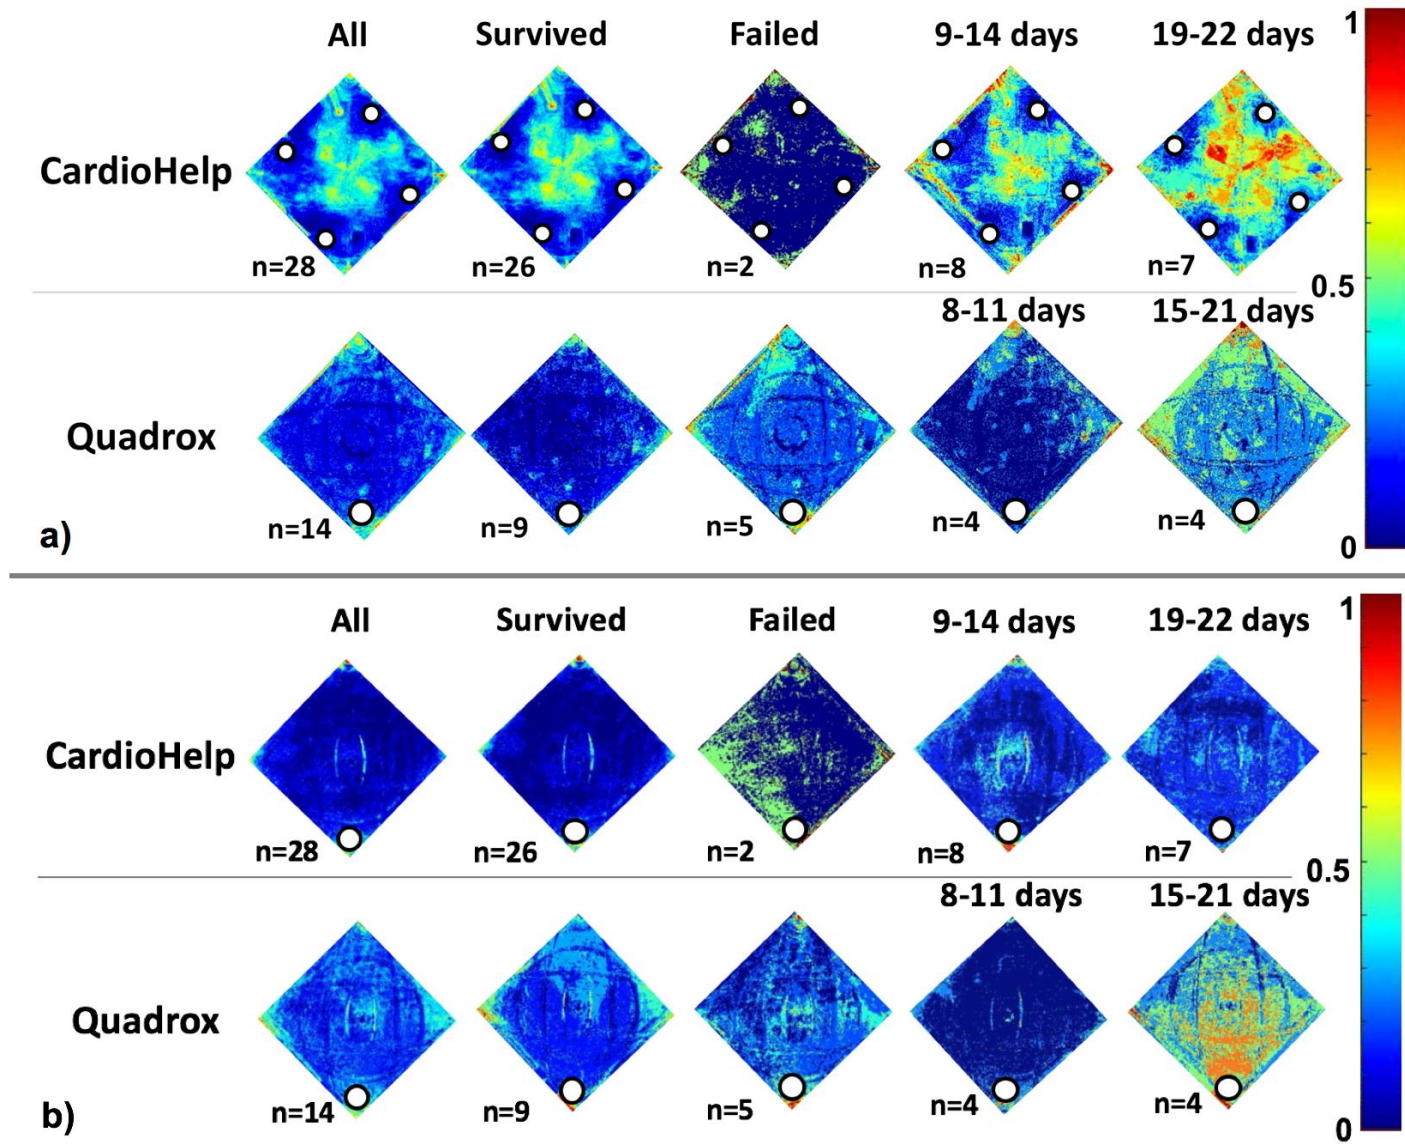 All Survived Failed 9-14 days 19-22 days
1
CardioHelp
n=28 n=26 n=2 n=8 n=7
0.5
8-11 days 15-21 days
Quadrox
n=14 n=9 n=5 n=4 n=4
a)
0
All Survived Failed 9-14 days 19-22 days
1
CardioHelp
n=28 n=26 n=2 n=8 n=7
0.5
8-11 days 15-21 days
Quadrox
n=14 n=9 n=5 n=4 n=4
b)
0